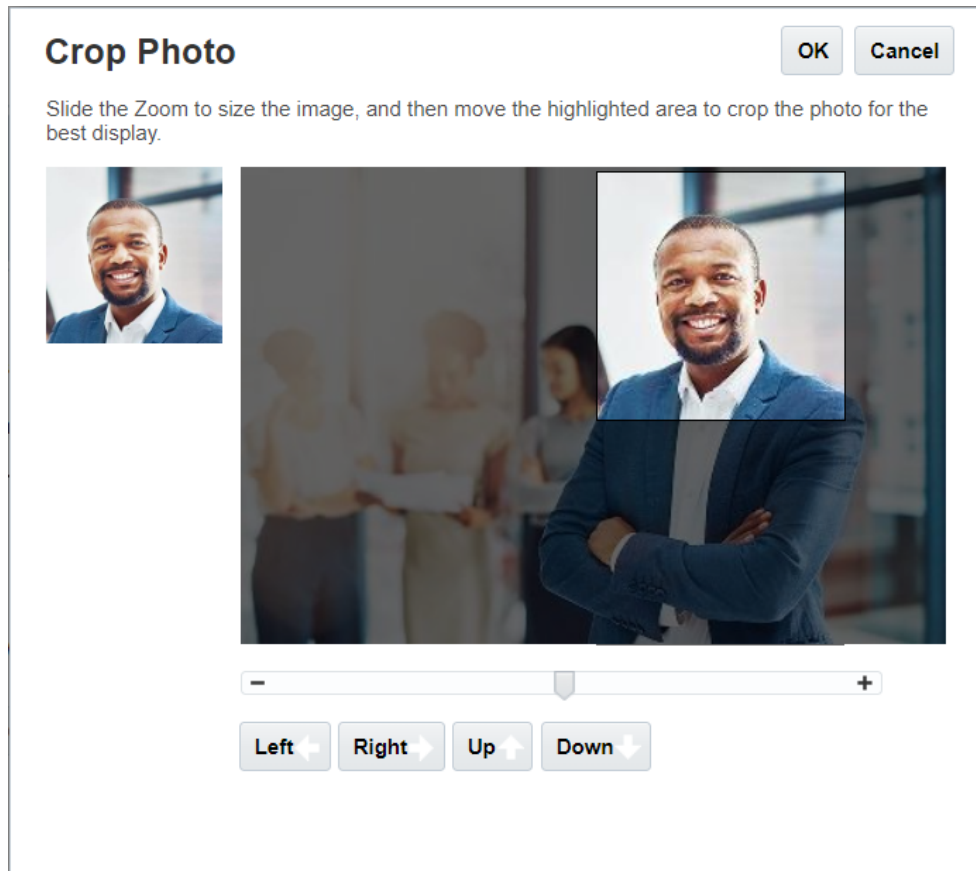 Crop Photo
OK
Cancel
Slide the Zoom to size the image, and then move the highlighted area to crop the photo for the
best display.
Left
Right
Up
Down